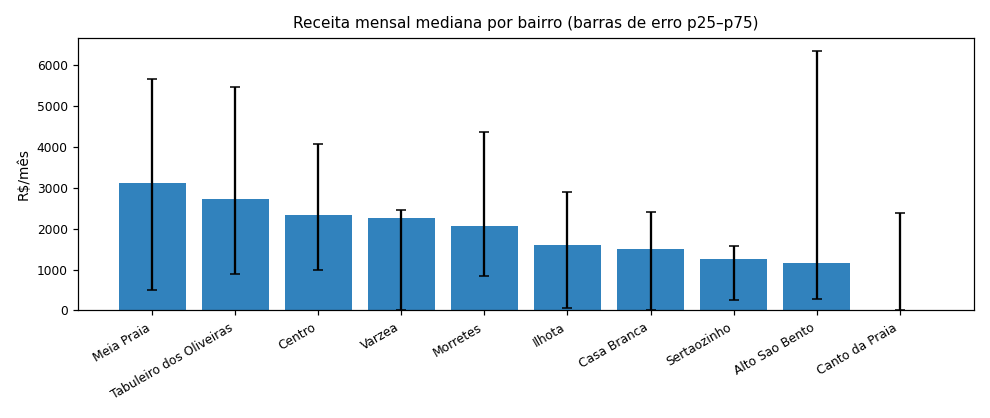 Receita mensal mediana por bairro (barras de erro p25–p75)
R$/mês
6000
5000
4000
3000
2000
1000
0
Meia Praia
Tabuleiro dos Oliveiras
Centro
Varzea
Morretes
Ilhota
Casa Branca
Sertaozinho
Alto Sao Bento
Canto da Praia